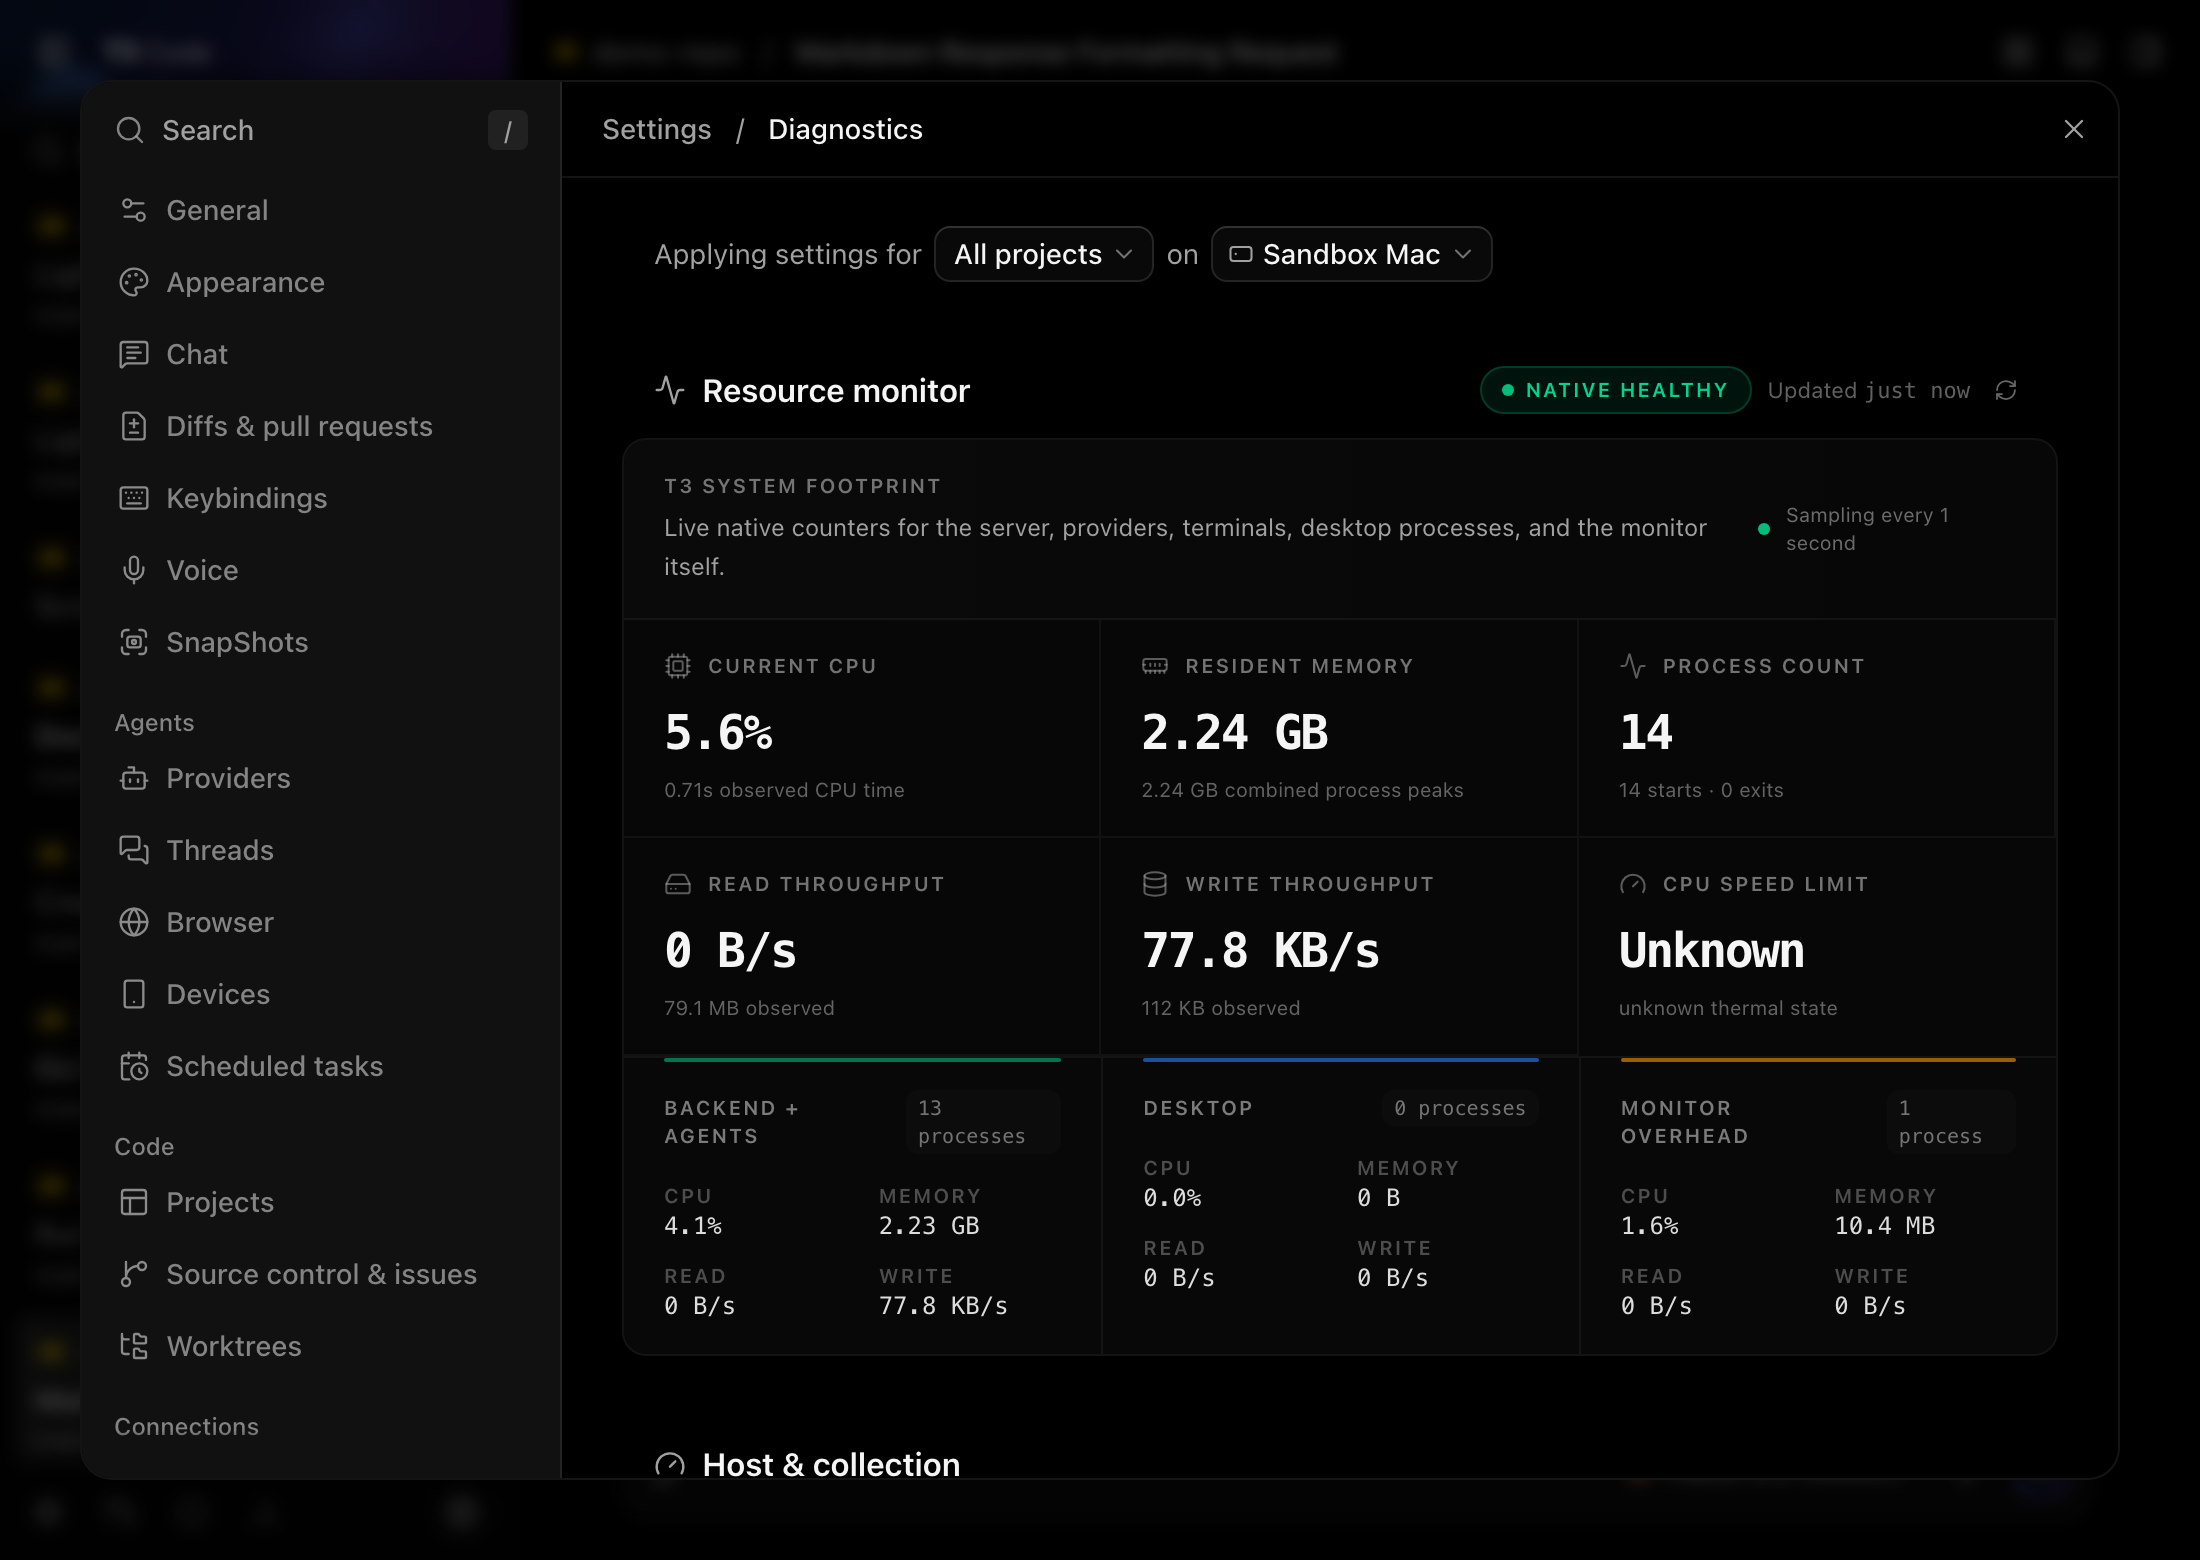 Search /
General
Appearance
Chat
Diffs & pull requests
Keybindings
Voice
SnapShots
Agents
Providers
Threads
Browser
Devices
Scheduled tasks
Code
Projects
Source control & issues
Worktrees
Connections
Settings / Diagnostics
Applying settings for All projects on Sandbox Mac
Resource monitor
NATIVE HEALTHY Updated just now
T3 SYSTEM FOOTPRINT
Live native counters for the server, providers, terminals, desktop processes, and the monitor
itself.
Sampling every 1
second
CURRENT CPU
5.6%
0.71s observed CPU time
RESIDENT MEMORY
2.24 GB
2.24 GB combined process peaks
PROCESS COUNT
14
14 starts · 0 exits
READ THROUGHPUT
0 B/s
79.1 MB observed
WRITE THROUGHPUT
77.8 KB/s
112 KB observed
CPU SPEED LIMIT
Unknown
unknown thermal state
BACKEND +
AGENTS
13
processes
CPU MEMORY
4.1% 2.23 GB
READ WRITE
0 B/s 77.8 KB/s
DESKTOP 0 processes
CPU MEMORY
0.0% 0 B
READ WRITE
0 B/s 0 B/s
MONITOR
OVERHEAD
1
process
CPU MEMORY
1.6% 10.4 MB
READ WRITE
0 B/s 0 B/s
Host & collection